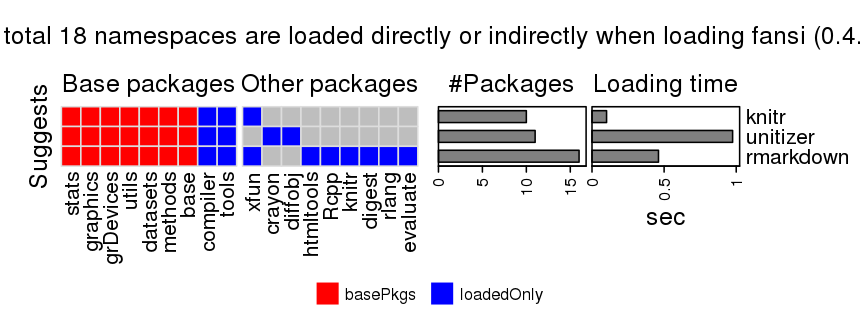 total 18 namespaces are loaded directly or indirectly when loading fansi (0.4.
Base packages Other packages #Packages Loading time
Suggests
knitr
unitizer
rmarkdown
stats graphics grDevices utils datasets methods base compiler tools xfun crayon diffobj htmltools Rcpp knitr digest rlang evaluate
0 5 10 15 0 0.5 1
sec
basePkgs loadedOnly